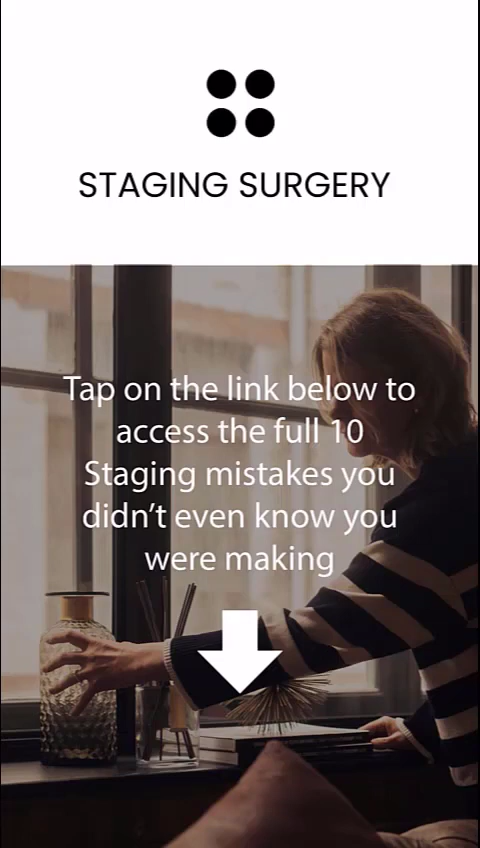 STAGING SURGERY
Tap on the link below to
access the full 10
Staging mistakes you
didn’t even know you
were making